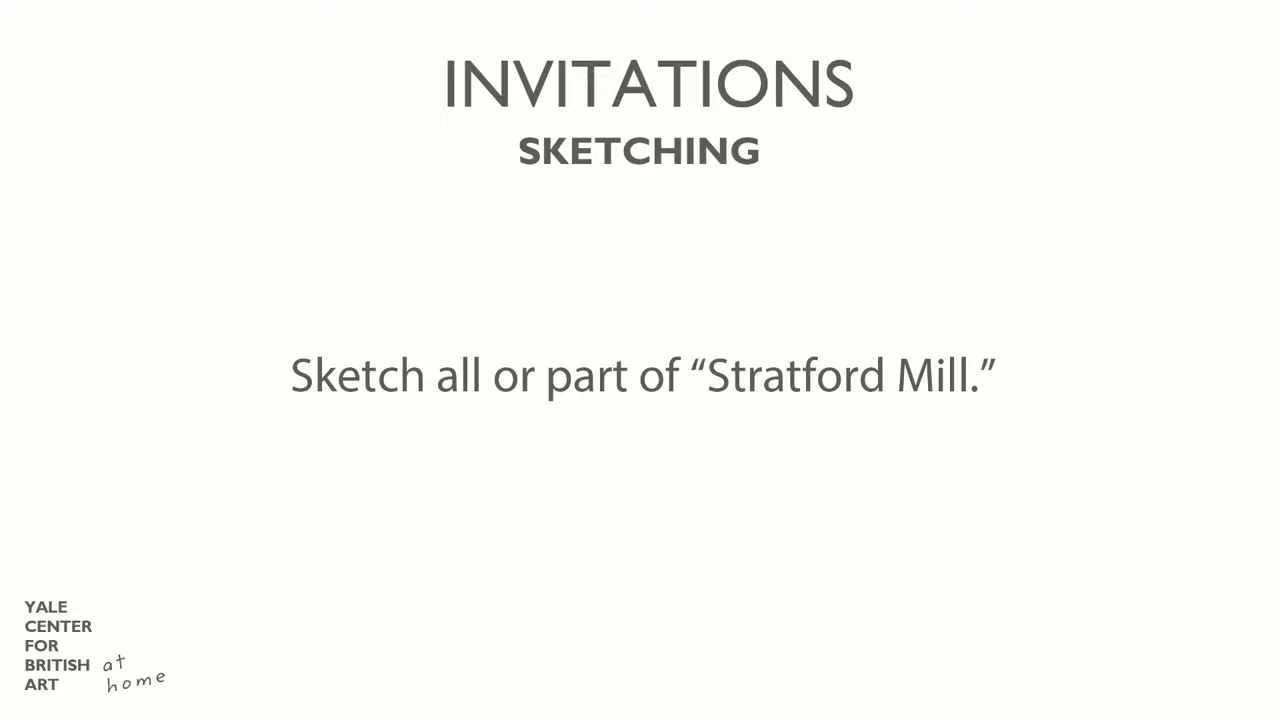 INVITATIONS
SKETCHING
Sketch all or part of “Stratford Mill.”
YALE
CENTER
FOR
BRITISH at
ART home